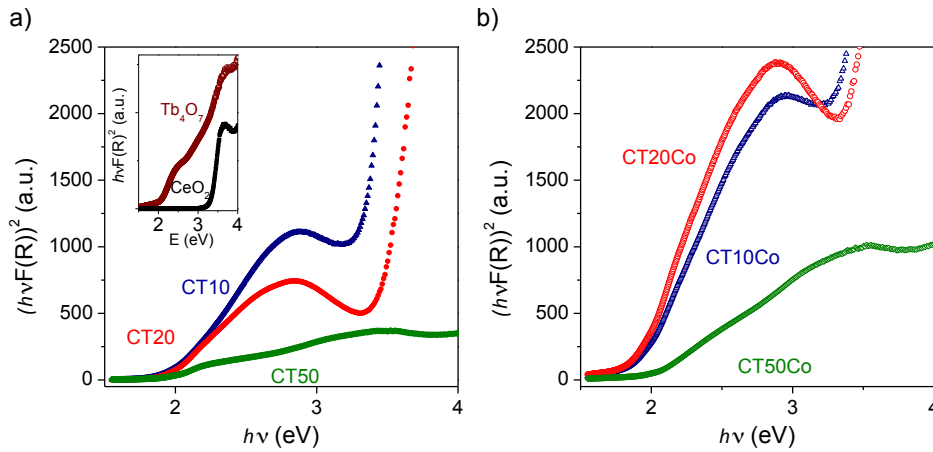 a)
2500
2000
1500
1000
500
0
(hνF(R))² (a.u.)
2
3
4
hν (eV)
CT10
CT20
CT50
hνF(R)² (a.u.)
Tb₄O₇
CeO₂
2 3 4
E (eV)
b)
2500
2000
1500
1000
500
0
(hνF(R))² (a.u.)
CT20Co
CT10Co
CT50Co
2
3
4
hν (eV)